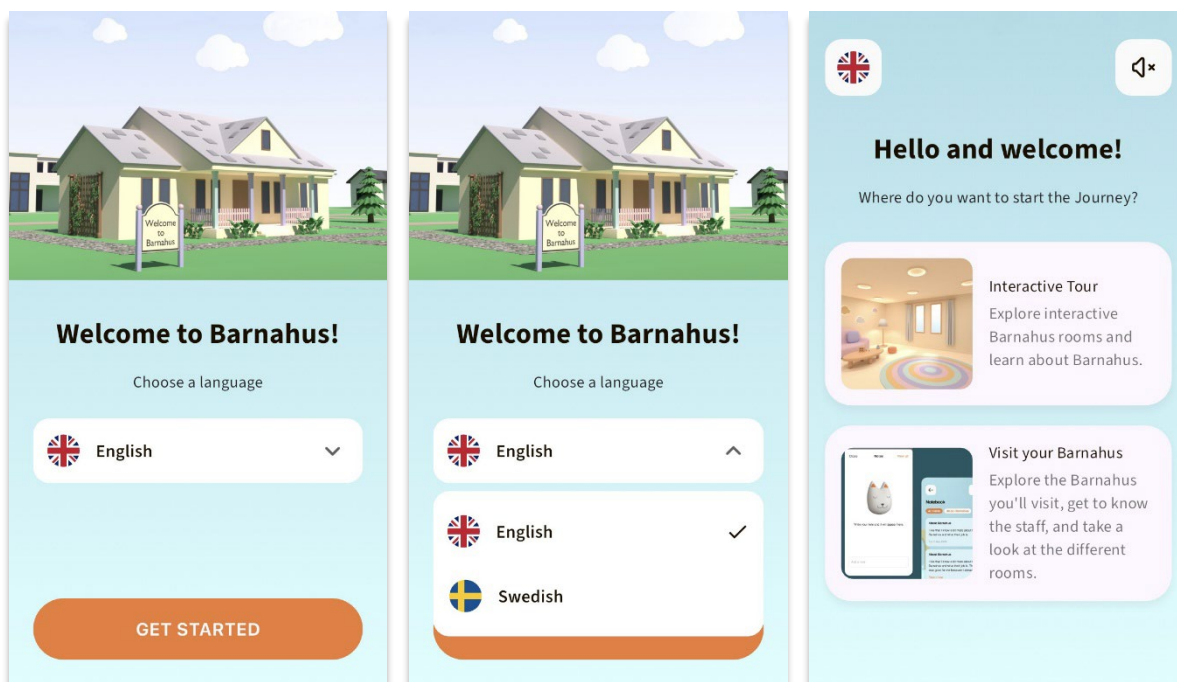 Welcome
to
Barnahus
Welcome to Barnahus!
Choose a language
English
GET STARTED
Welcome
to
Barnahus
Welcome to Barnahus!
Choose a language
English
English
Swedish
Hello and welcome!
Where do you want to start the Journey?
Interactive Tour
Explore interactive
Barnahus rooms and
learn about Barnahus.
Visit your Barnahus
Explore the Barnahus
you'll visit, get to know
the staff, and take a
look at the different
rooms.
Notebook